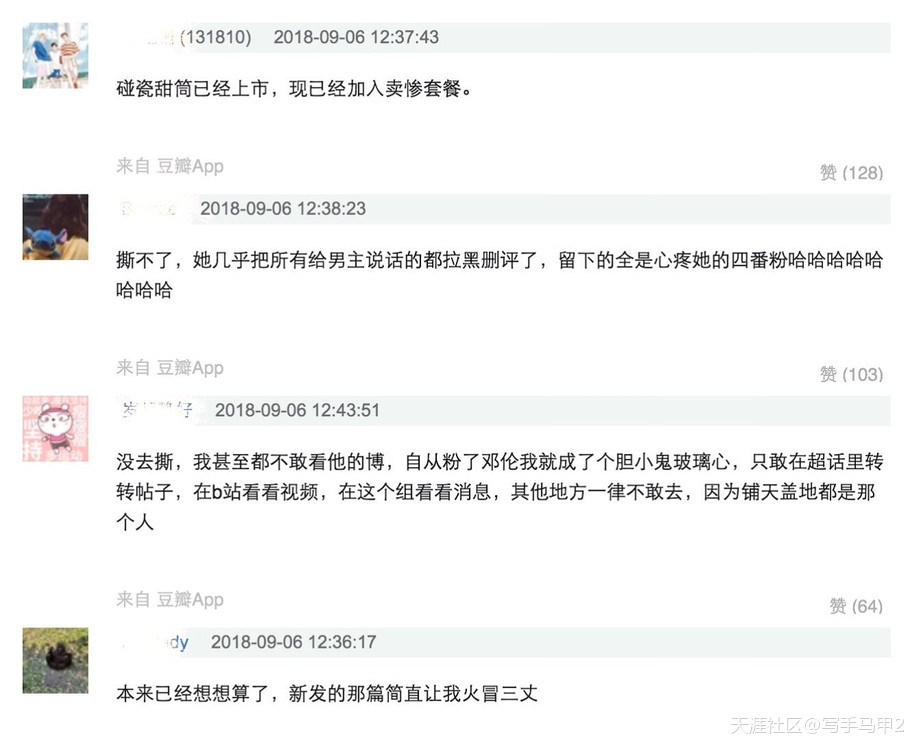 (131810) 2018-09-06 12:37:43
碰瓷甜筒已经上市，现已经加入卖惨套餐。
来自 豆瓣App
赞 (128)
2018-09-06 12:38:23
撕不了，她几乎把所有给男主说话的都拉黑删评了，留下的全是心疼她的四番粉哈哈哈哈哈
哈哈哈
来自 豆瓣App
赞 (103)
好 2018-09-06 12:43:51
没去撕，我甚至都不敢看他的博，自从粉了邓伦我就成了个胆小鬼玻璃心，只敢在超话里转
转帖子，在b站看看视频，在这个组看看消息，其他地方一律不敢去，因为铺天盖地都是那
个人
来自 豆瓣App
赞 (64)
dy 2018-09-06 12:36:17
本来已经想想算了，新发的那篇简直让我火冒三丈
天涯社区@写手马甲2